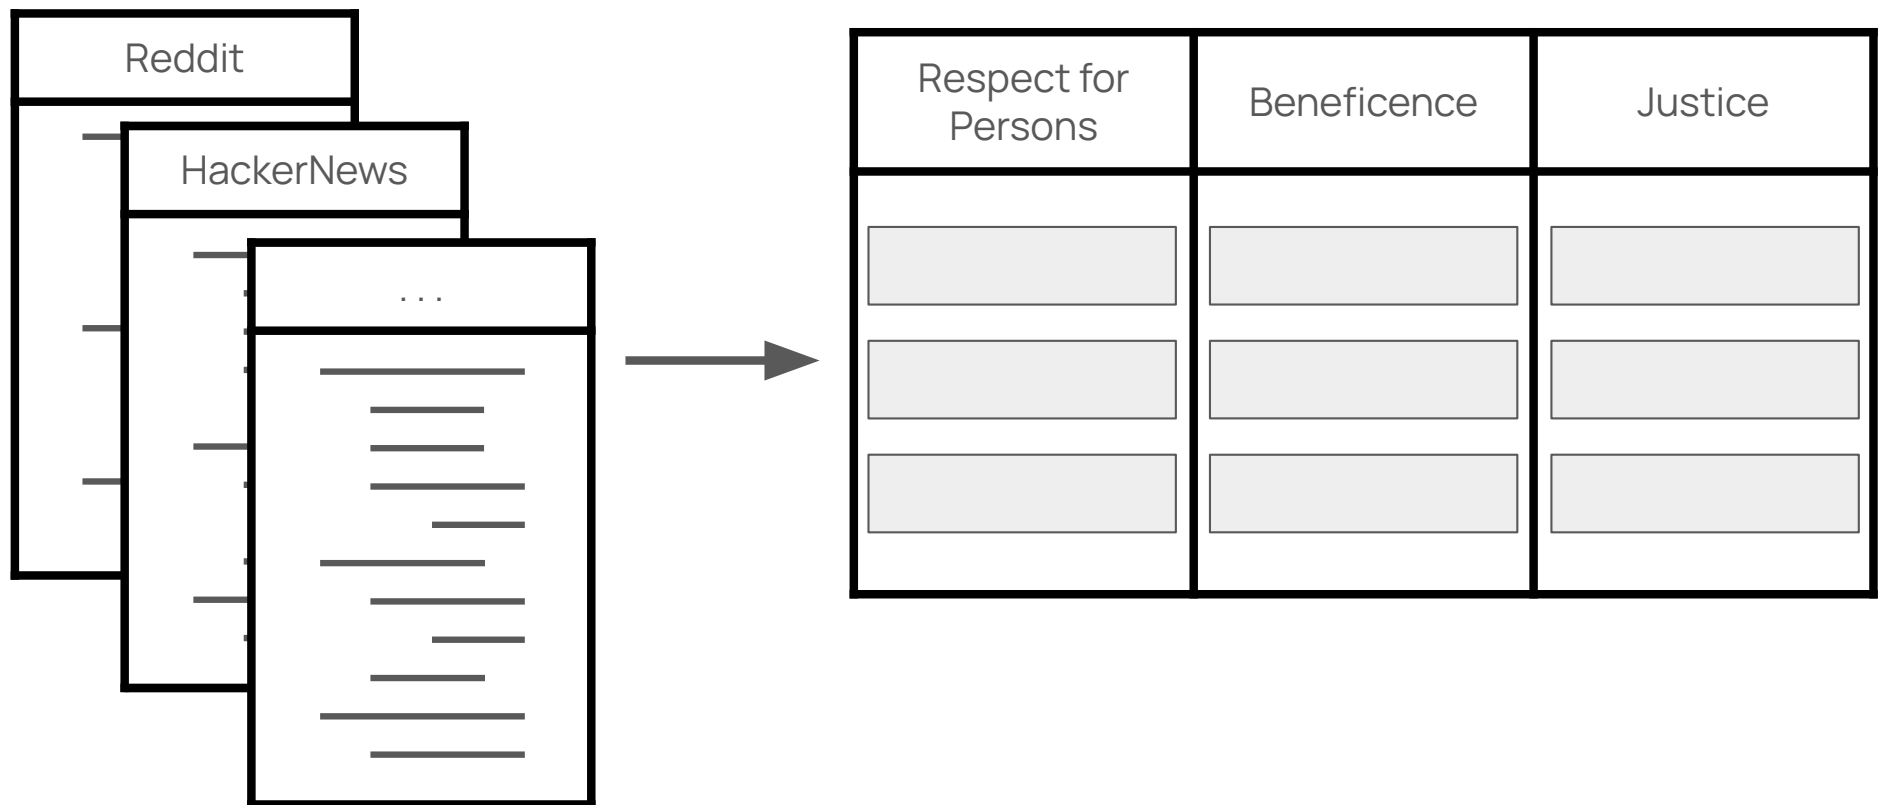 Reddit
HackerNews
. . .
Respect for
Persons
Beneficence
Justice